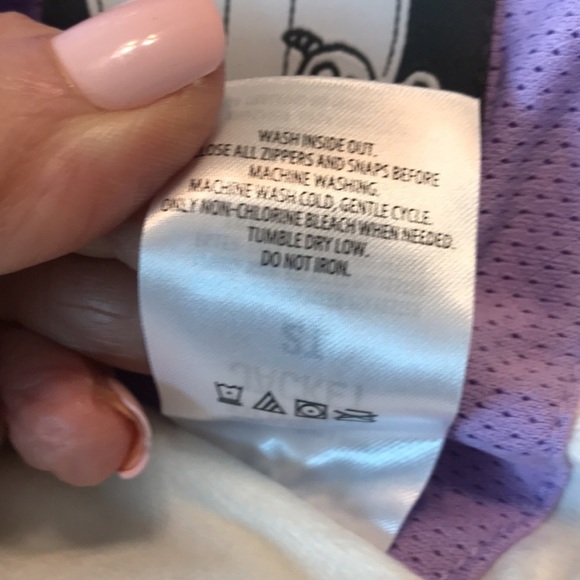 WASH INSIDE OUT.
LOSE ALL ZIPPERS AND SNAPS BEFORE
MACHINE WASHING.
MACHINE WASH COLD, GENTLE CYCLE.
ONLY NON-CHLORINE BLEACH WHEN NEEDED.
TUMBLE DRY LOW.
DO NOT IRON.